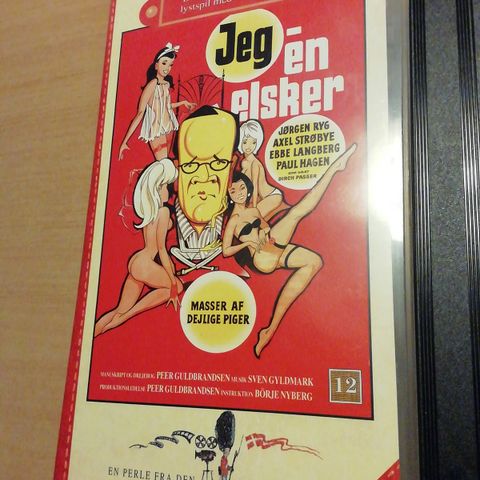 lystspil med
Jeg
-én
elsker
JØRGEN RYG
AXEL STRØBYE
EBBE LANGBERG
PAUL HAGEN
DIRCH PASSER
MASSER AF
DEJLIGE PIGER
MANUSKRIPT OG DREJEBOG PEER GULDBRANDSEN MUSIK SVEN GYLDMARK
PRODUKTIONSLEDELSE PEER GULDBRANDSEN INSTRUKTION BÖRJE NYBERG
12
EN PERLE FRA DEN